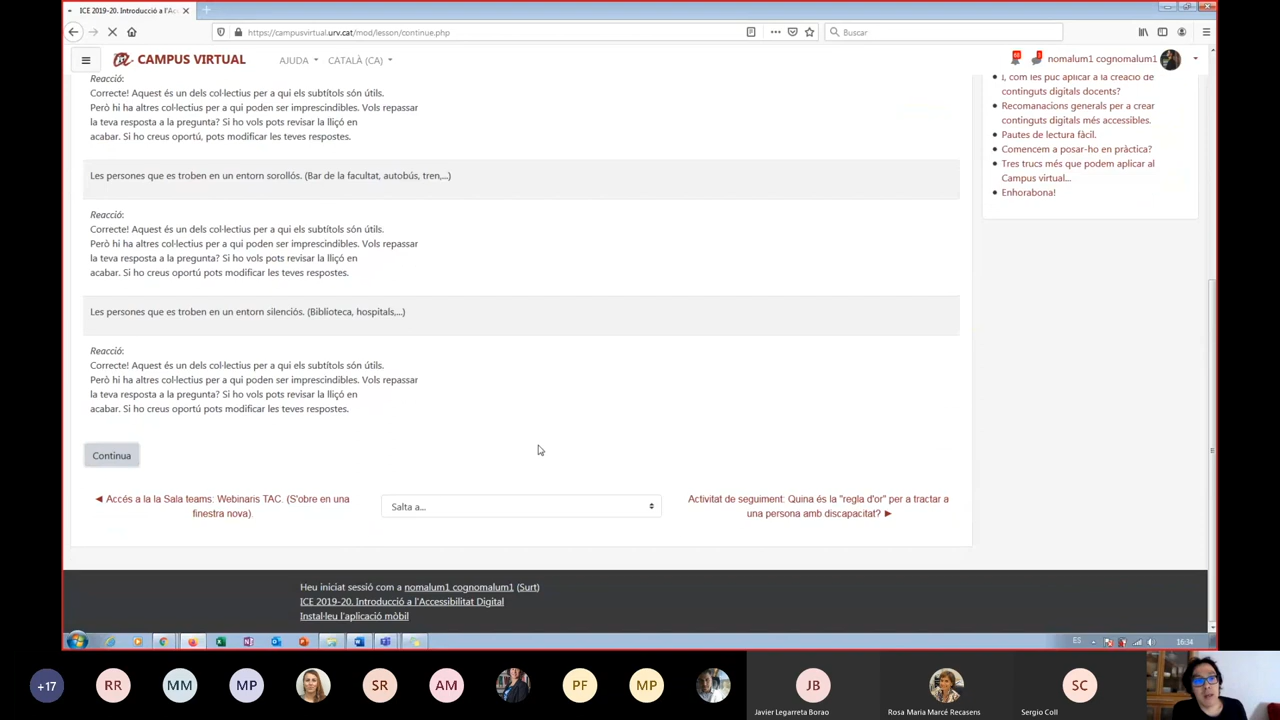 ICE 2019-20. Introducció a l'Ac
https://campusvirtual.urv.cat/mod/lesson/continue.php
Buscar
CAMPUS VIRTUAL
AJUDA
CATALÀ (CA)
nomalum1 cognomalum1
Reacció:
Correcte! Aquest és un dels col·lectius per a qui els subtítols són útils.
Però hi ha altres col·lectius per a qui poden ser imprescindibles. Vols repassar
la teva resposta a la pregunta? Si ho vols pots revisar la lliçó en
acabar. Si ho creus oportú, pots modificar les teves respostes.
Les persones que es troben en un entorn sorollós. (Bar de la facultat, autobús, tren,...)
Reacció:
Correcte! Aquest és un dels col·lectius per a qui els subtítols són útils.
Però hi ha altres col·lectius per a qui poden ser imprescindibles. Vols repassar
la teva resposta a la pregunta? Si ho vols pots revisar la lliçó en
acabar. Si ho creus oportú pots modificar les teves respostes.
Les persones que es troben en un entorn silenciós. (Biblioteca, hospitals,...)
Reacció:
Correcte! Aquest és un dels col·lectius per a qui els subtítols són útils.
Però hi ha altres col·lectius per a qui poden ser imprescindibles. Vols repassar
la teva resposta a la pregunta? Si ho vols pots revisar la lliçó en
acabar. Si ho creus oportú pots modificar les teves respostes.
Continua
◄ Accés a la la Sala teams: Webinaris TAC. (S'obre en una
finestra nova).
Salta a...
Activitat de seguiment: Quina és la "regla d'or" per a tractar a
una persona amb discapacitat? ►
I, com les puc aplicar a la creació de
continguts digitals docents?
Recomanacions generals per a crear
continguts digitals més accessibles.
Pautes de lectura fàcil.
Comencem a posar-ho en pràctica?
Tres trucs més que podem aplicar al
Campus virtual...
Enhorabona!
Heu iniciat sessió com a nomalum1 cognomalum1 (Surt)
ICE 2019-20. Introducció a l'Accessibilitat Digital
Instal·leu l'aplicació mòbil
ES
16:34
+17
RR
MM
MP
SR
AM
PF
MP
JB
SC
Javier Legarreta Borao
Rosa Maria Marcé Recasens
Sergio Coll